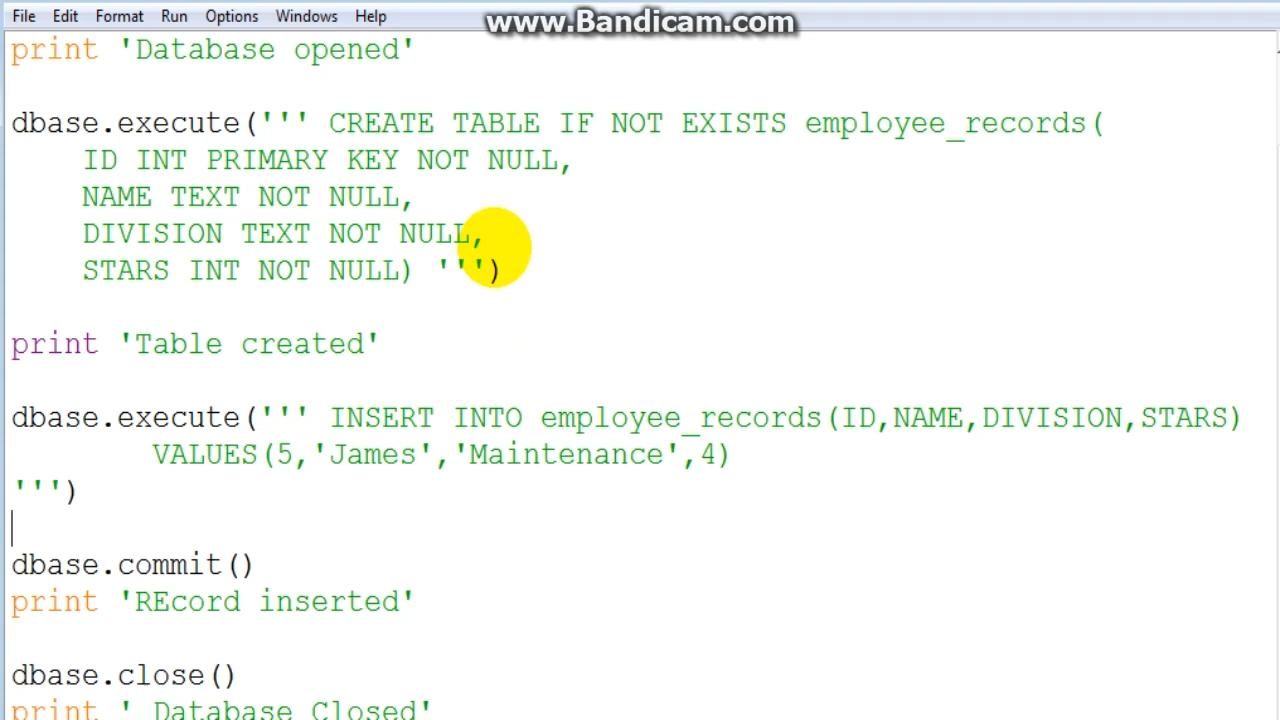 File Edit Format Run Options Windows Help
www.Bandicam.com
print 'Database opened'
dbase.execute(''' CREATE TABLE IF NOT EXISTS employee_records(
ID INT PRIMARY KEY NOT NULL,
NAME TEXT NOT NULL,
DIVISION TEXT NOT NULL,
STARS INT NOT NULL) ''')
print 'Table created'
dbase.execute(''' INSERT INTO employee_records(ID,NAME,DIVISION,STARS)
VALUES(5,'James','Maintenance',4)
''')
dbase.commit()
print 'REcord inserted'
dbase.close()
print ' Database Closed'